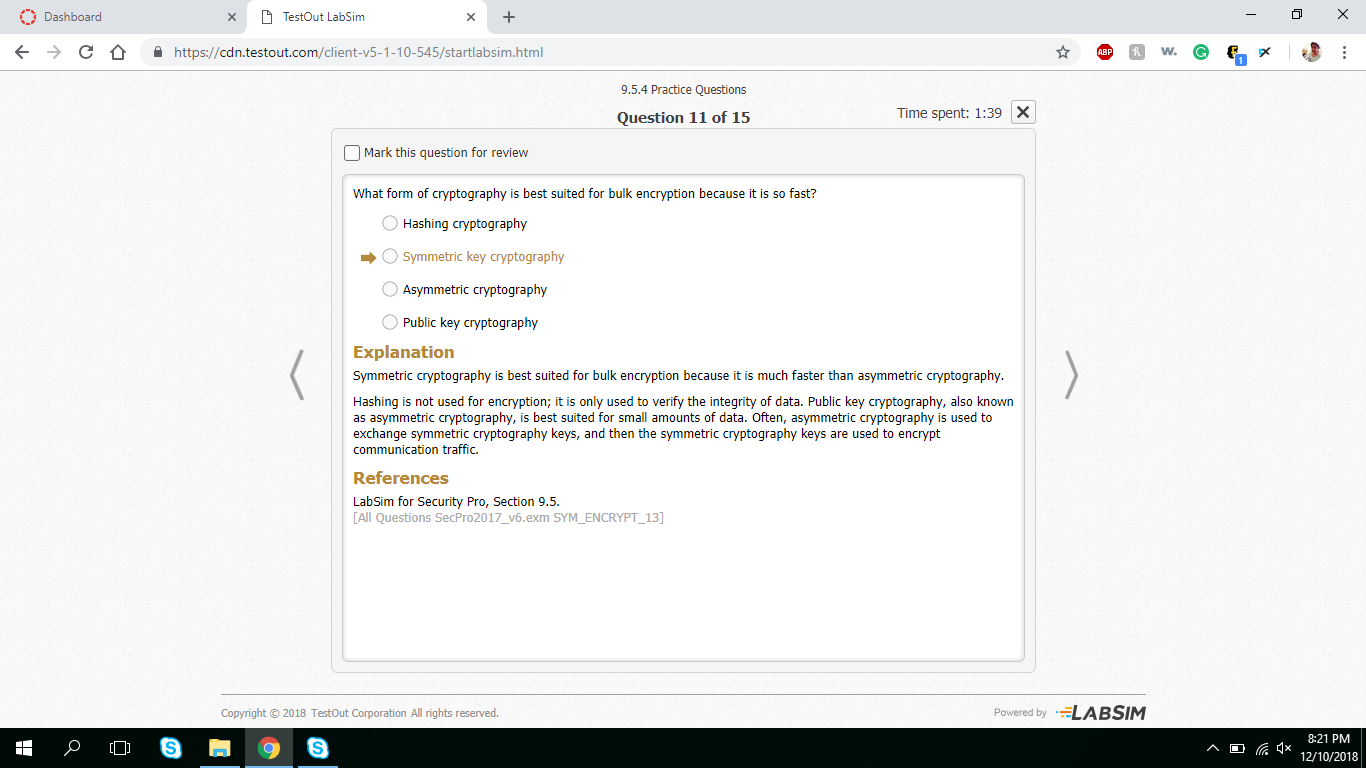 Dashboard
TestOut LabSim
https://cdn.testout.com/client-v5-1-10-545/startlabsim.html
ABP
w.
1
9.5.4 Practice Questions
Question 11 of 15
Time spent: 1:39
Mark this question for review
What form of cryptography is best suited for bulk encryption because it is so fast?
Hashing cryptography
Symmetric key cryptography
Asymmetric cryptography
Public key cryptography
Explanation
Symmetric cryptography is best suited for bulk encryption because it is much faster than asymmetric cryptography.
Hashing is not used for encryption; it is only used to verify the integrity of data. Public key cryptography, also known
as asymmetric cryptography, is best suited for small amounts of data. Often, asymmetric cryptography is used to
exchange symmetric cryptography keys, and then the symmetric cryptography keys are used to encrypt
communication traffic.
References
LabSim for Security Pro, Section 9.5.
[All Questions SecPro2017_v6.exm SYM_ENCRYPT_13]
Copyright © 2018 TestOut Corporation All rights reserved.
Powered by LABSIM
8:21 PM
12/10/2018